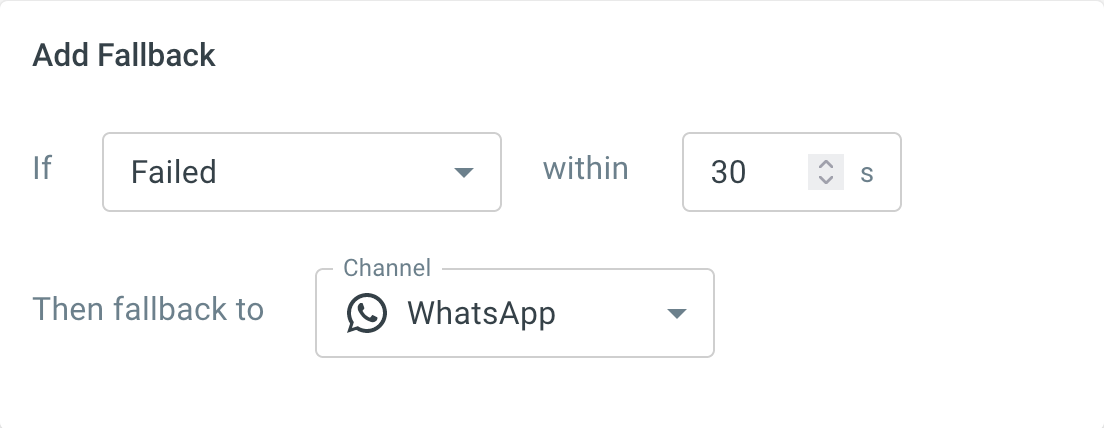 Add Fallback
If Failed within 30 s
Channel
Then fallback to WhatsApp